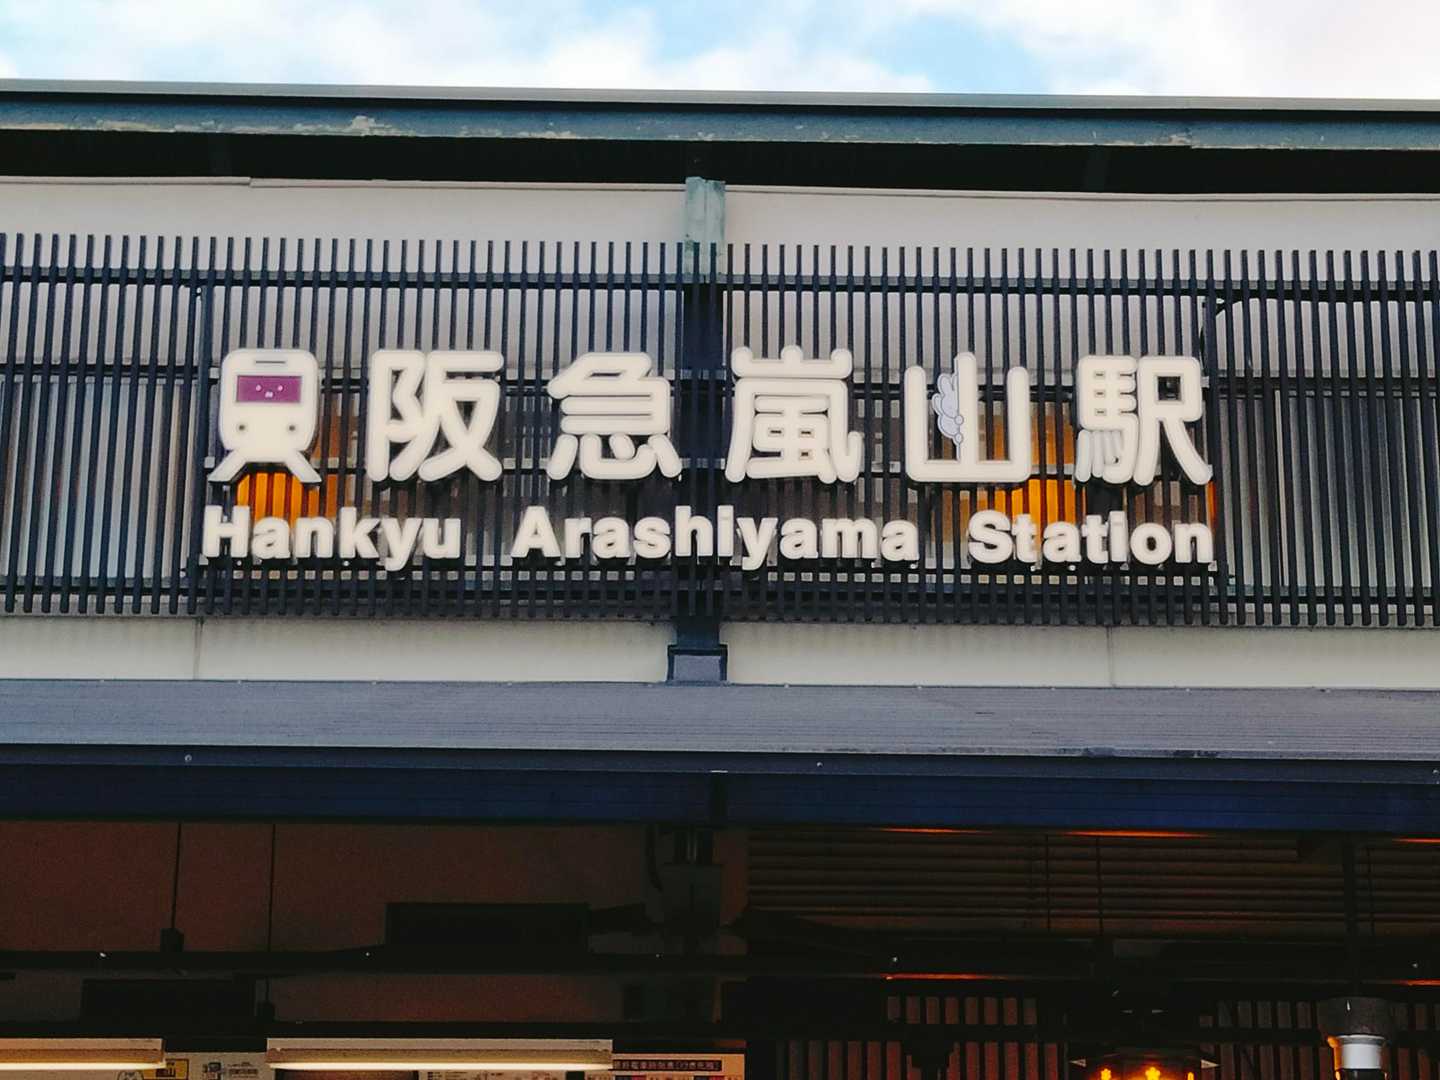 阪急嵐山駅
Hankyu Arashiyama Station